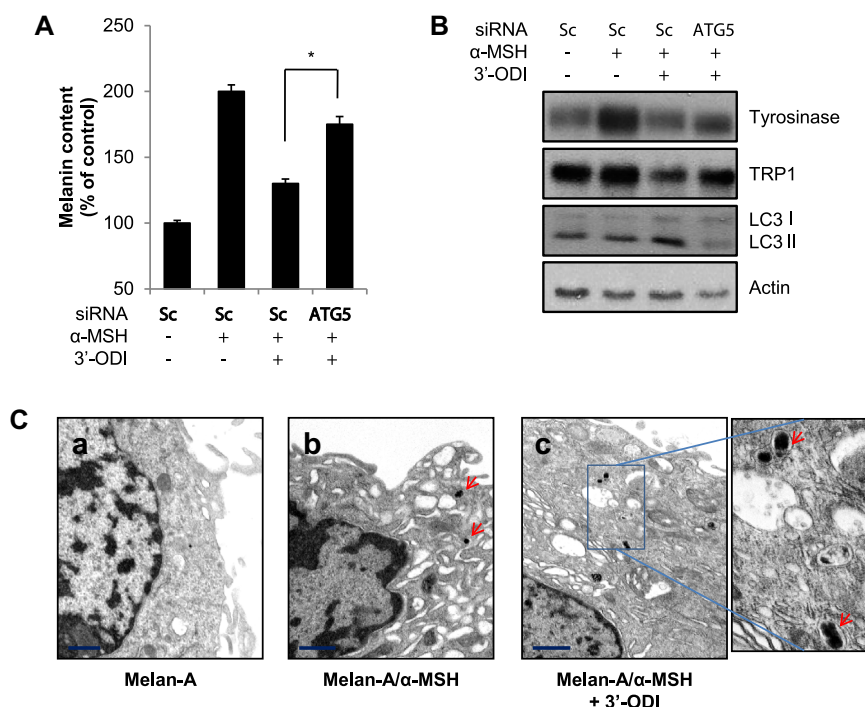 A
250
200
150
100
50
Melanin content
(% of control)
*
siRNA Sc Sc Sc ATG5
α-MSH - + + +
3'-ODI - - + +
B
siRNA Sc Sc Sc ATG5
α-MSH - + + +
3'-ODI - - + +
Tyrosinase
TRP1
LC3 I
LC3 II
Actin
C
a
b
c
Melan-A
Melan-A/α-MSH
Melan-A/α-MSH
+ 3'-ODI